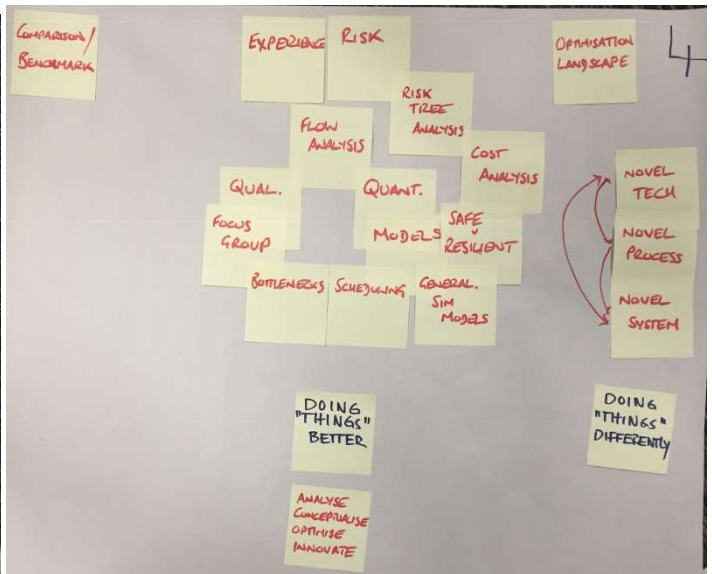 COMPARISON/
BENCHMARK
EXPERIENCE
RISK
OPTIMISATION
LANDSCAPE
4
RISK
TREE
ANALYSIS
FLOW
ANALYSIS
COST
ANALYSIS
QUAL.
QUANT.
NOVEL
TECH
FOCUS
GROUP
MODELS
SAFE
v
RESILIENT
NOVEL
PROCESS
BOTTLENECKS
SCHEDULING
GENERAL.
SIM
MODELS
NOVEL
SYSTEM
DOING
"THINGS"
BETTER
DOING
"THINGS"
DIFFERENTLY
ANALYSE
CONCEPTUALISE
OPTIMISE
INNOVATE